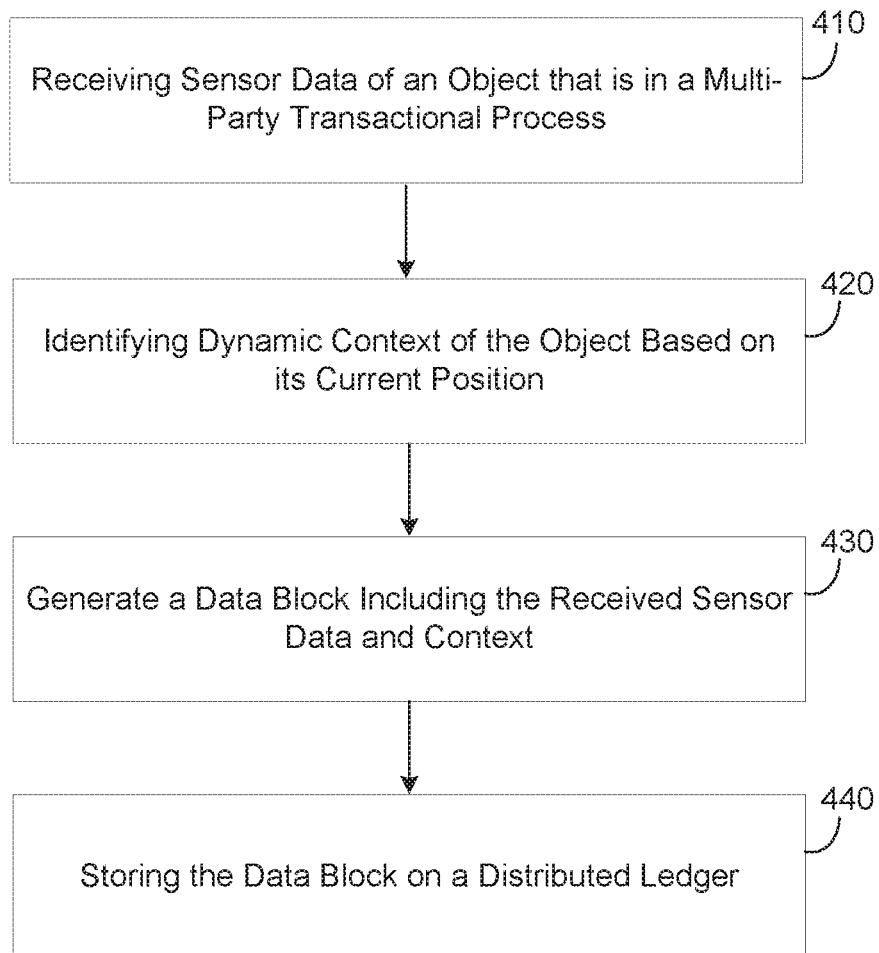 410
Receiving Sensor Data of an Object that is in a Multi-
Party Transactional Process
420
Identifying Dynamic Context of the Object Based on
its Current Position
430
Generate a Data Block Including the Received Sensor
Data and Context
440
Storing the Data Block on a Distributed Ledger